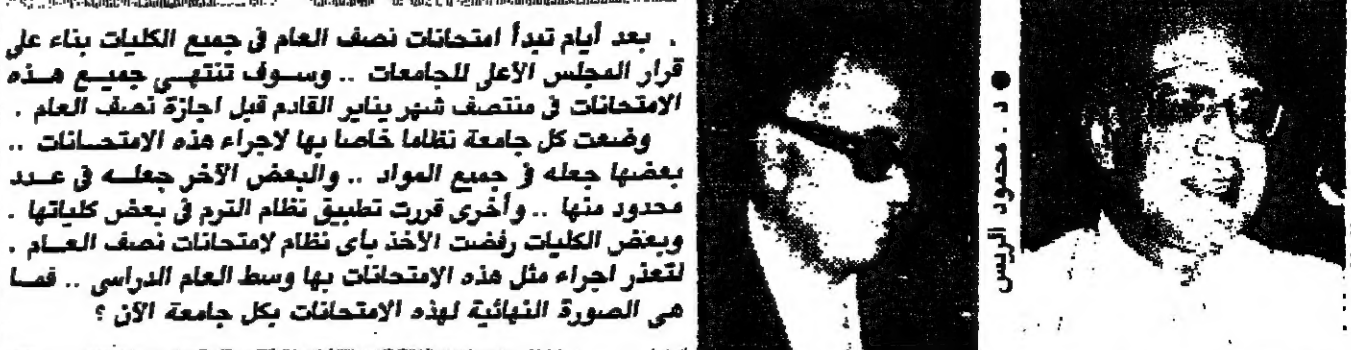 . بعد أيام تبدأ امتحانات نصف العام فى جميع الكليات بناء على
قرار المجلس الأعلى للجامعات .. وسوف تنتهى جميع هذه
الامتحانات فى منتصف شهر يناير القادم قبل اجازة نصف العام .
وضعت كل جامعة نظاما خاصا بها لاجراء هذه الامتحانات ..
بعضها جعله فى جميع المواد .. والبعض الآخر جعله فى عدد
محدود منها .. وأخرى قررت تطبيق نظام الترم فى بعض كلياتها .
وبعض الكليات رفضت الأخذ بأى نظام لامتحانات نصف العام .
لتعذر اجراء مثل هذه الامتحانات بها وسط العام الدراسى .. فما
هى الصورة النهائية لهذه الامتحانات بكل جامعة الآن ؟
● د . محمود الريس